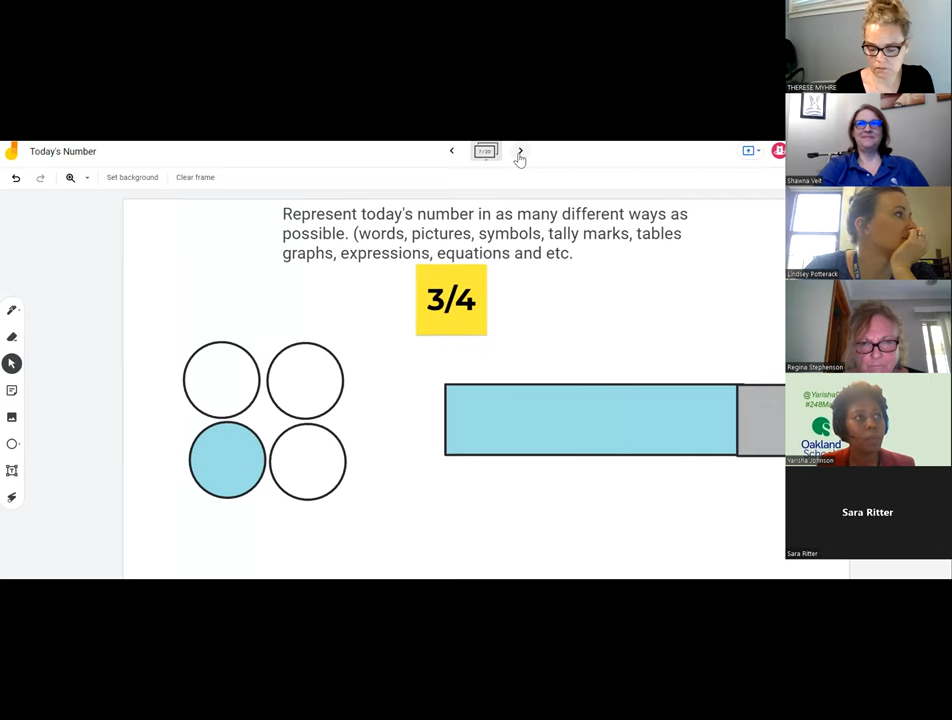 THERESE MYHRE
Today's Number
7 / 20
Set background
Clear frame
Represent today's number in as many different ways as
possible. (words, pictures, symbols, tally marks, tables
graphs, expressions, equations and etc.
3/4
Shawna Veit
Lindsey Potterack
Regina Stephenson
Oakland
Yarisha Johnson
Sara Ritter
Sara Ritter